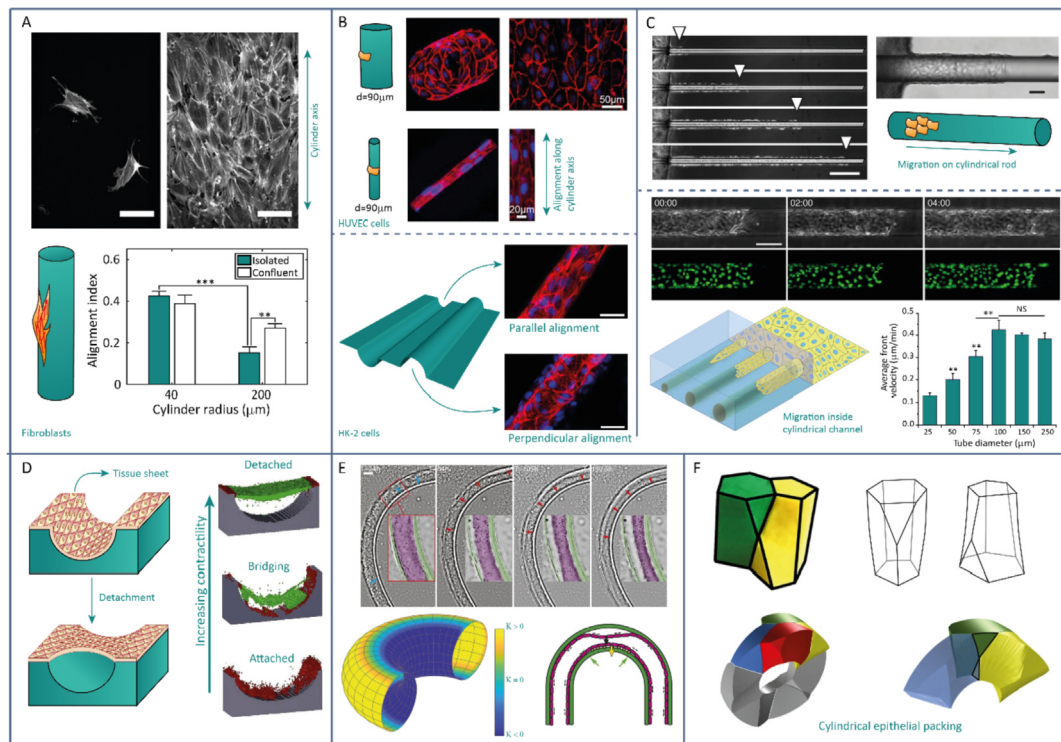 A
Cylinder axis
Alignment index
0.6
0.4
0.2
0
Isolated
Confluent
***
**
40
200
Cylinder radius (µm)
Fibroblasts
B
d=90µm
50µm
d=90µm
20µm
Alignment along
cylinder axis
HUVEC cells
Parallel alignment
HK-2 cells
Perpendicular alignment
C
Migration on cylindrical rod
00:00
02:00
04:00
Migration inside
cylindrical channel
Average front
velocity (µm/min)
0.5
0.4
0.3
0.2
0.1
0.0
**
**
**
NS
25
50
75
100
150
250
Tube diameter (µm)
D
Tissue sheet
Detachment
Increasing contractility
Detached
Bridging
Attached
E
K > 0
K = 0
K < 0
F
Cylindrical epithelial packing